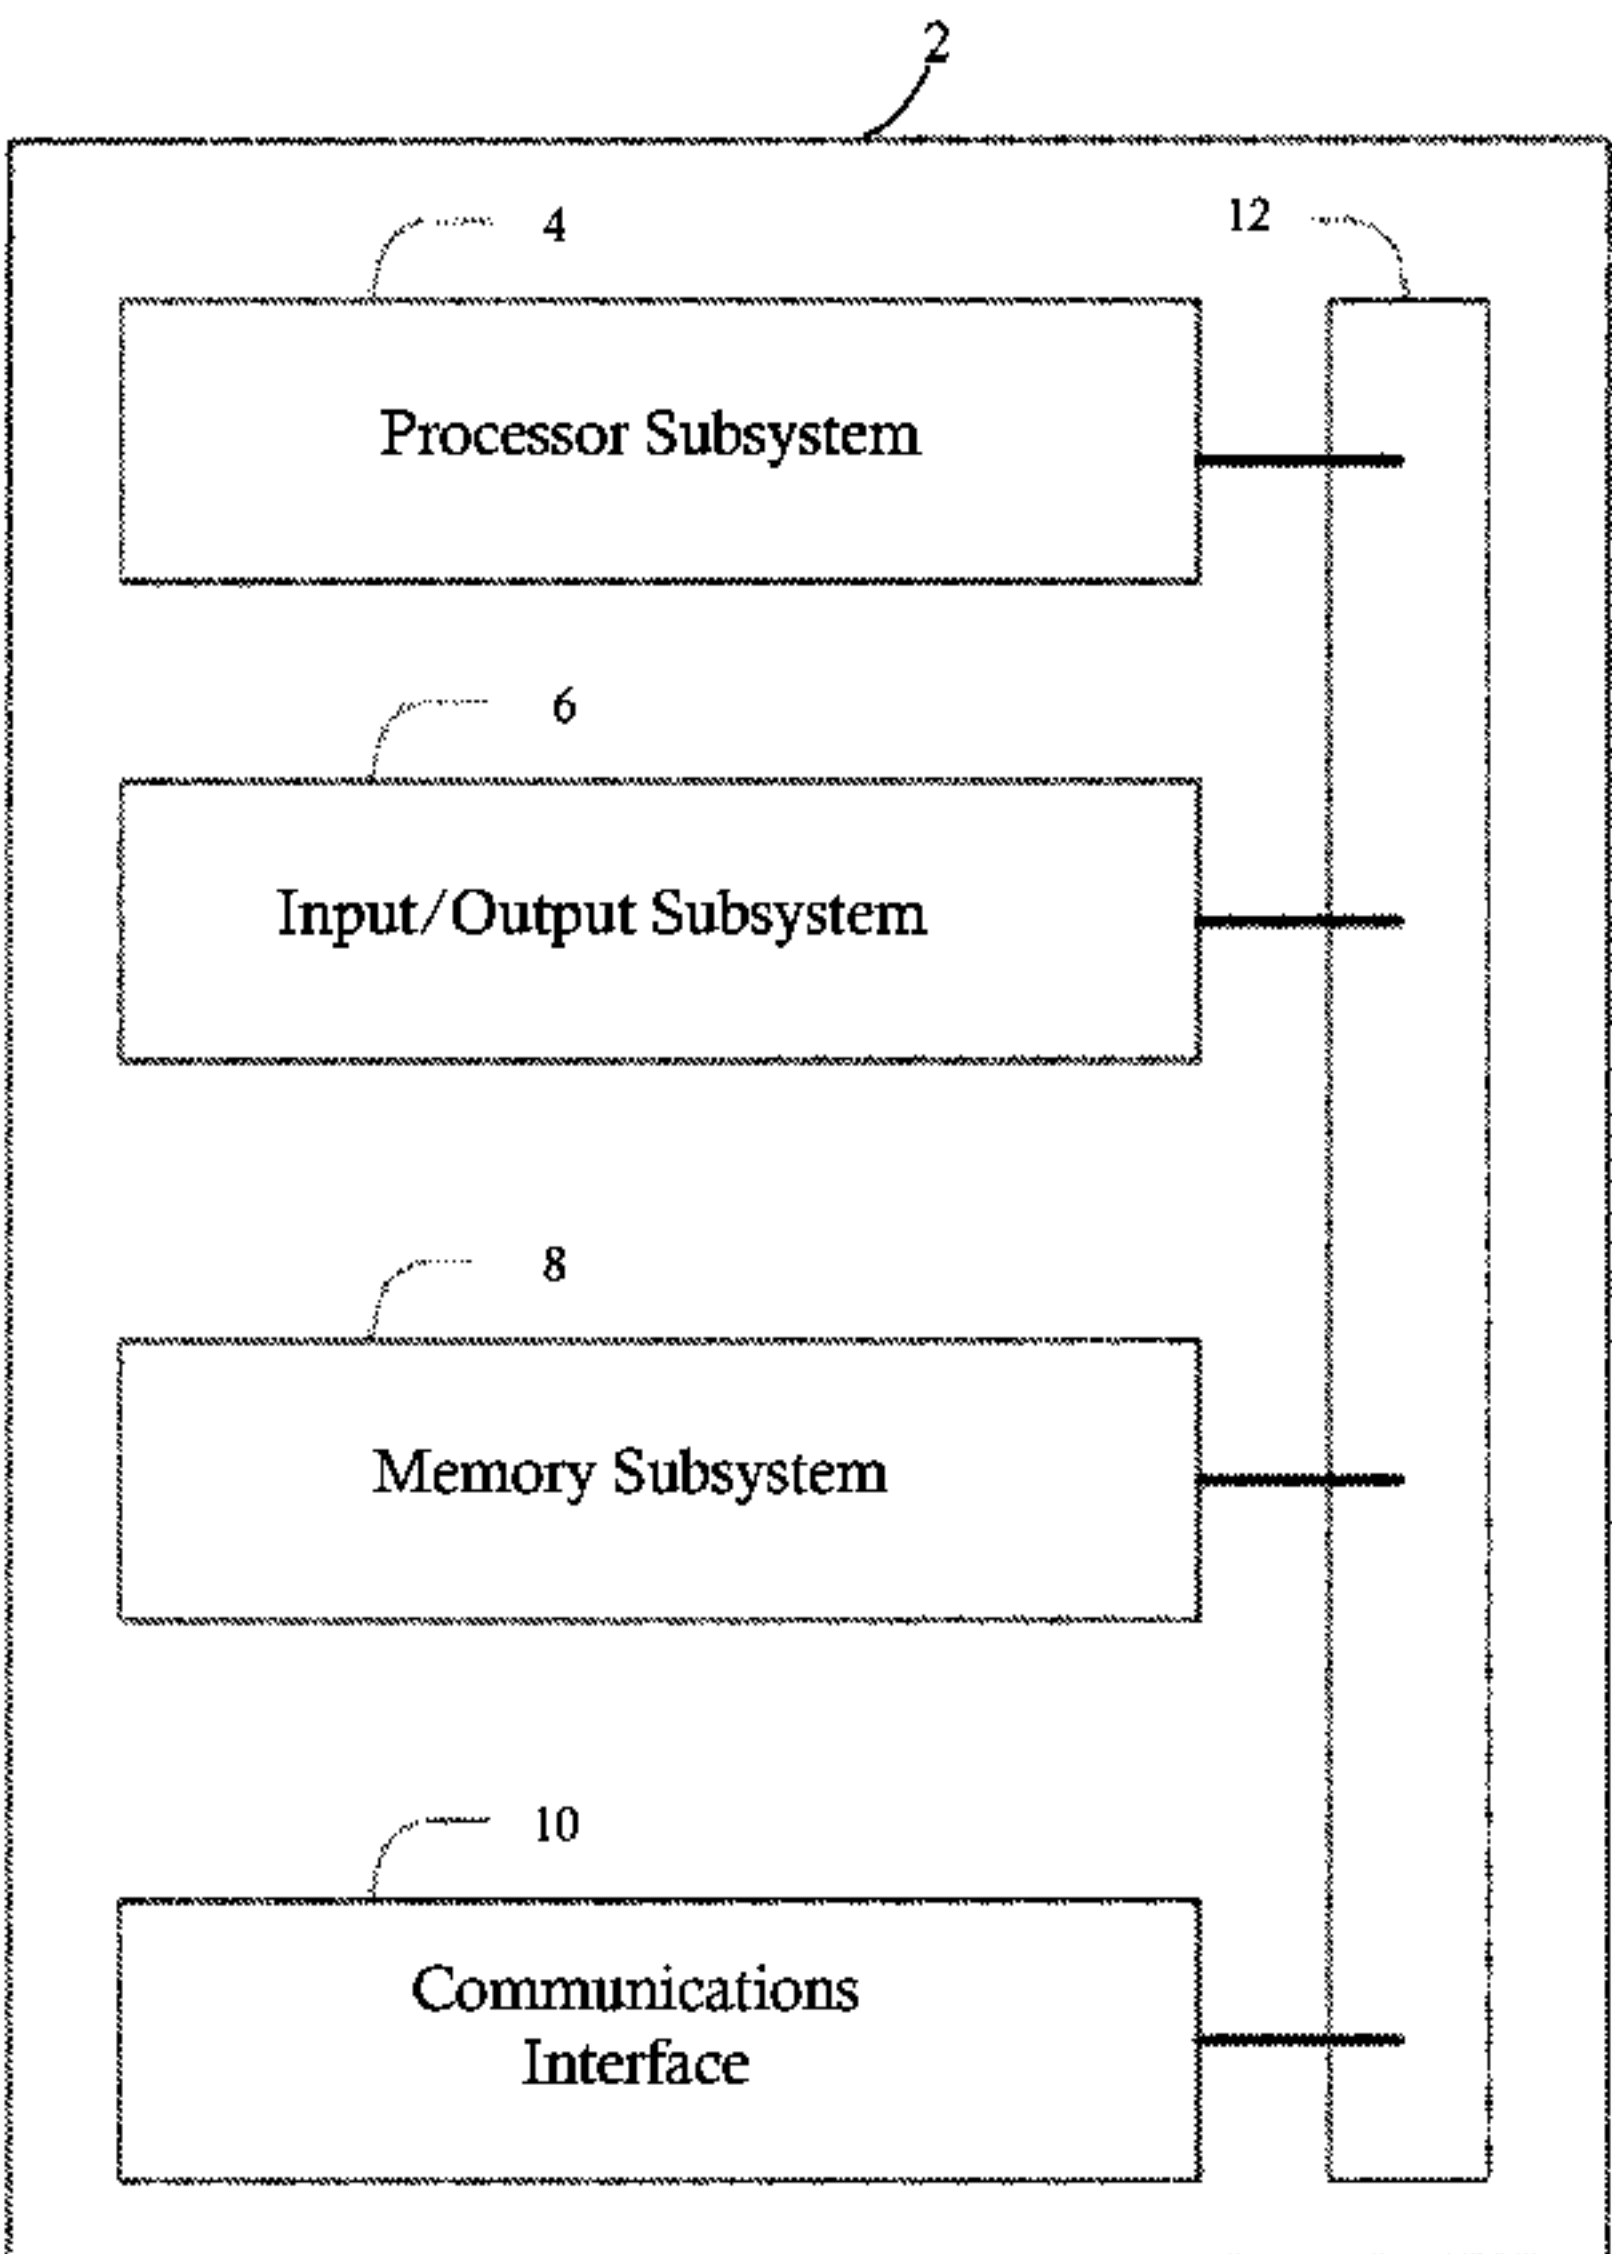 2
4
12
Processor Subsystem
6
Input/Output Subsystem
8
Memory Subsystem
10
Communications
Interface